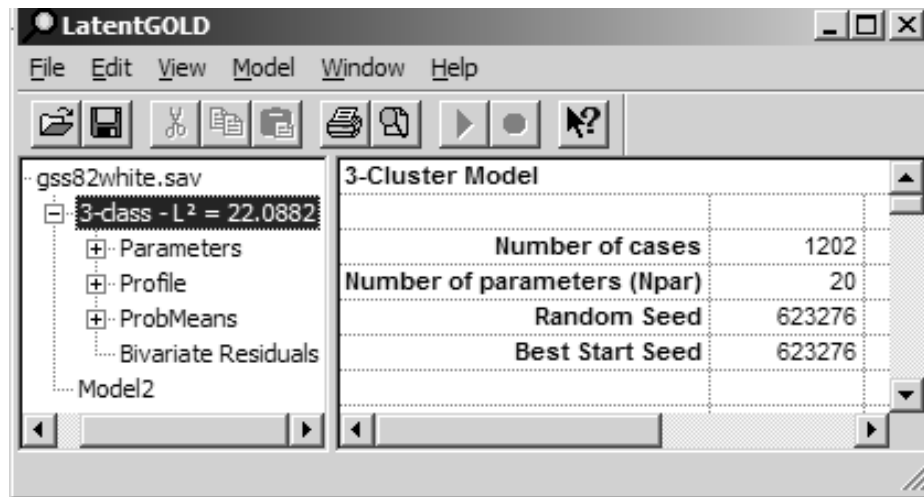 LatentGOLD
File Edit View Model Window Help
gss82white.sav
3-class - L² = 22.0882
Parameters
Profile
ProbMeans
Bivariate Residuals
Model2
3-Cluster Model
Number of cases 1202
Number of parameters (Npar) 20
Random Seed 623276
Best Start Seed 623276